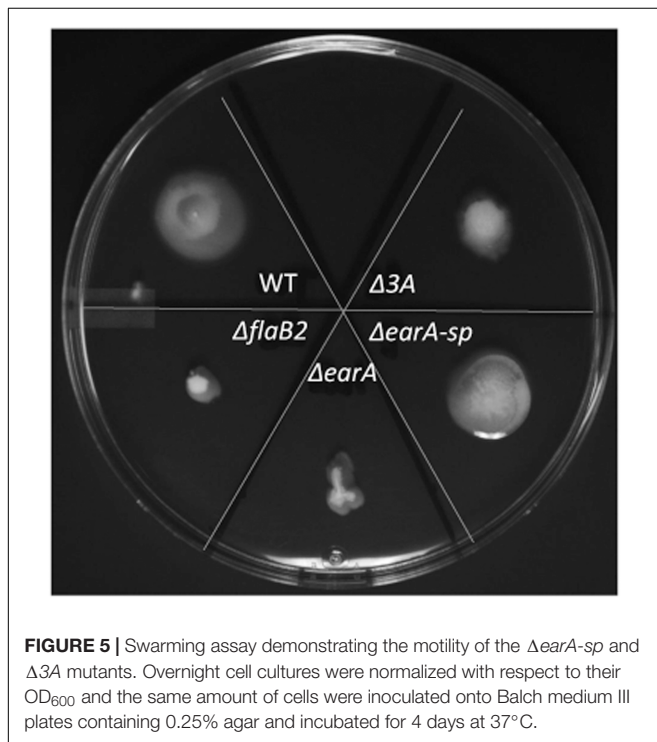 WT
Δ3A
ΔflaB2
ΔearA-sp
ΔearA
FIGURE 5 | Swarming assay demonstrating the motility of the ΔearA-sp and
Δ3A mutants. Overnight cell cultures were normalized with respect to their
OD600 and the same amount of cells were inoculated onto Balch medium III
plates containing 0.25% agar and incubated for 4 days at 37°C.